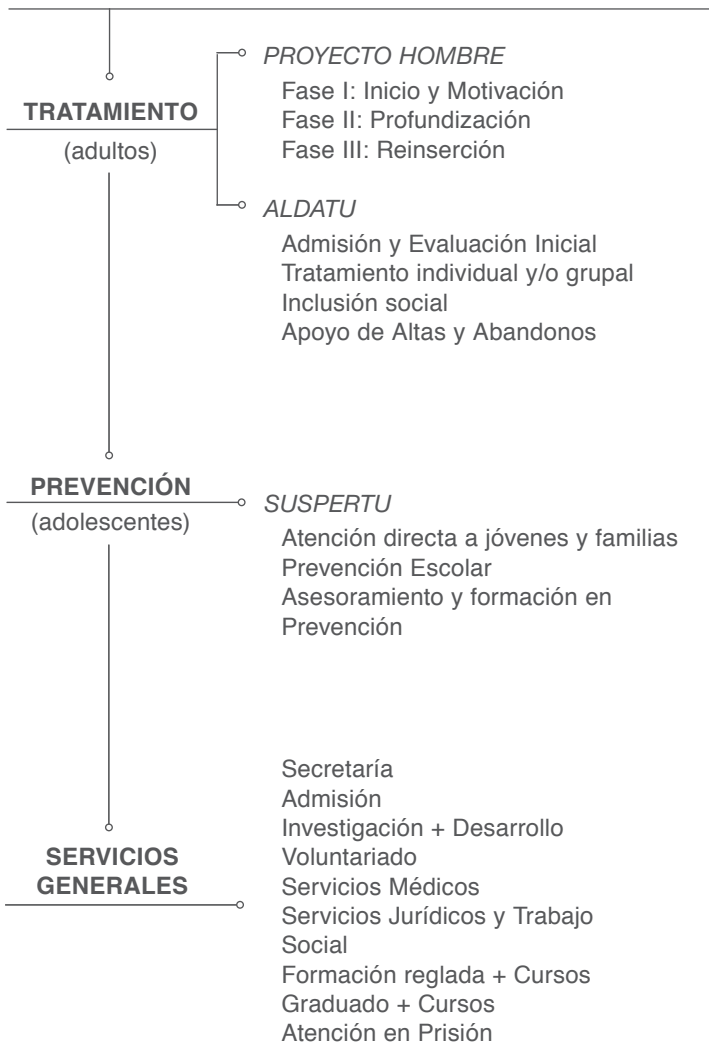 TRATAMIENTO
(adultos)
PROYECTO HOMBRE
Fase I: Inicio y Motivación
Fase II: Profundización
Fase III: Reinserción
ALDATU
Admisión y Evaluación Inicial
Tratamiento individual y/o grupal
Inclusión social
Apoyo de Altas y Abandonos
PREVENCIÓN
(adolescentes)
SUSPERTU
Atención directa a jóvenes y familias
Prevención Escolar
Asesoramiento y formación en
Prevención
SERVICIOS
GENERALES
Secretaría
Admisión
Investigación + Desarrollo
Voluntariado
Servicios Médicos
Servicios Jurídicos y Trabajo
Social
Formación reglada + Cursos
Graduado + Cursos
Atención en Prisión